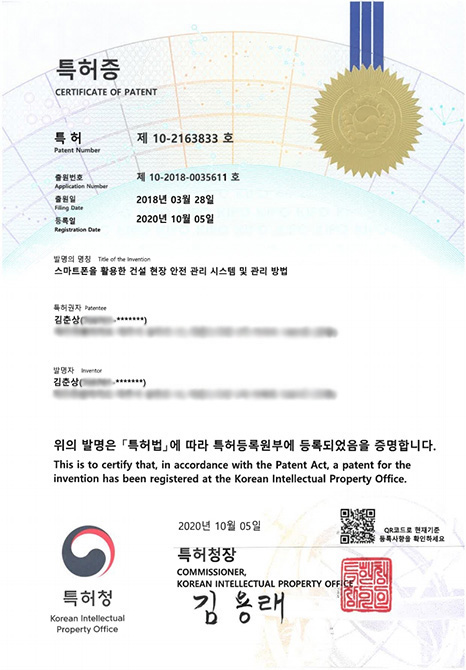 특허증
CERTIFICATE OF PATENT
특 허 제 10-2163833 호
Patent Number
출원번호 제 10-2018-0035611 호
Application Number
출원일 2018년 03월 28일
Filing Date
등록일 2020년 10월 05일
Registration Date
발명의 명칭 Title of the Invention
스마트폰을 활용한 건설 현장 안전 관리 시스템 및 관리 방법
특허권자 Patentee
김춘상( -*******)
발명자 Inventor
김춘상( -*******)
위의 발명은 「특허법」에 따라 특허등록원부에 등록되었음을 증명합니다.
This is to certify that, in accordance with the Patent Act, a patent for the
invention has been registered at the Korean Intellectual Property Office.
2020년 10월 05일
QR코드로 현재기준
등록사항을 확인하세요
특허청장
COMMISSIONER,
KOREAN INTELLECTUAL PROPERTY OFFICE
김용래
특허청
Korean Intellectual
Property Office